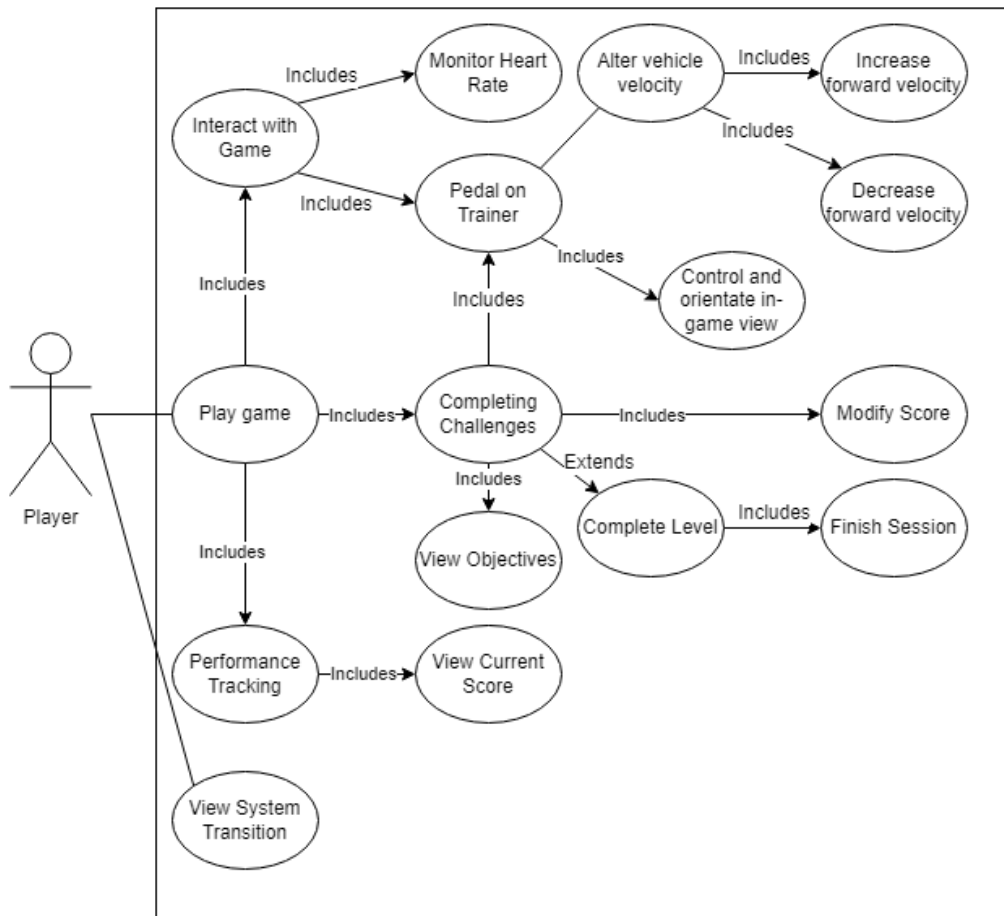 Monitor Heart
Rate
Alter vehicle
velocity
Includes
Increase
forward velocity
Includes
Interact with
Game
Includes
Includes
Pedal on
Trainer
Decrease
forward velocity
Includes
Control and
orientate in-
game view
Includes
Includes
Play game
Includes
Completing
Challenges
Includes
Modify Score
Player
Includes
Extends
Complete Level
Includes
Finish Session
View Objectives
Includes
Performance
Tracking
Includes
View Current
Score
View System
Transition